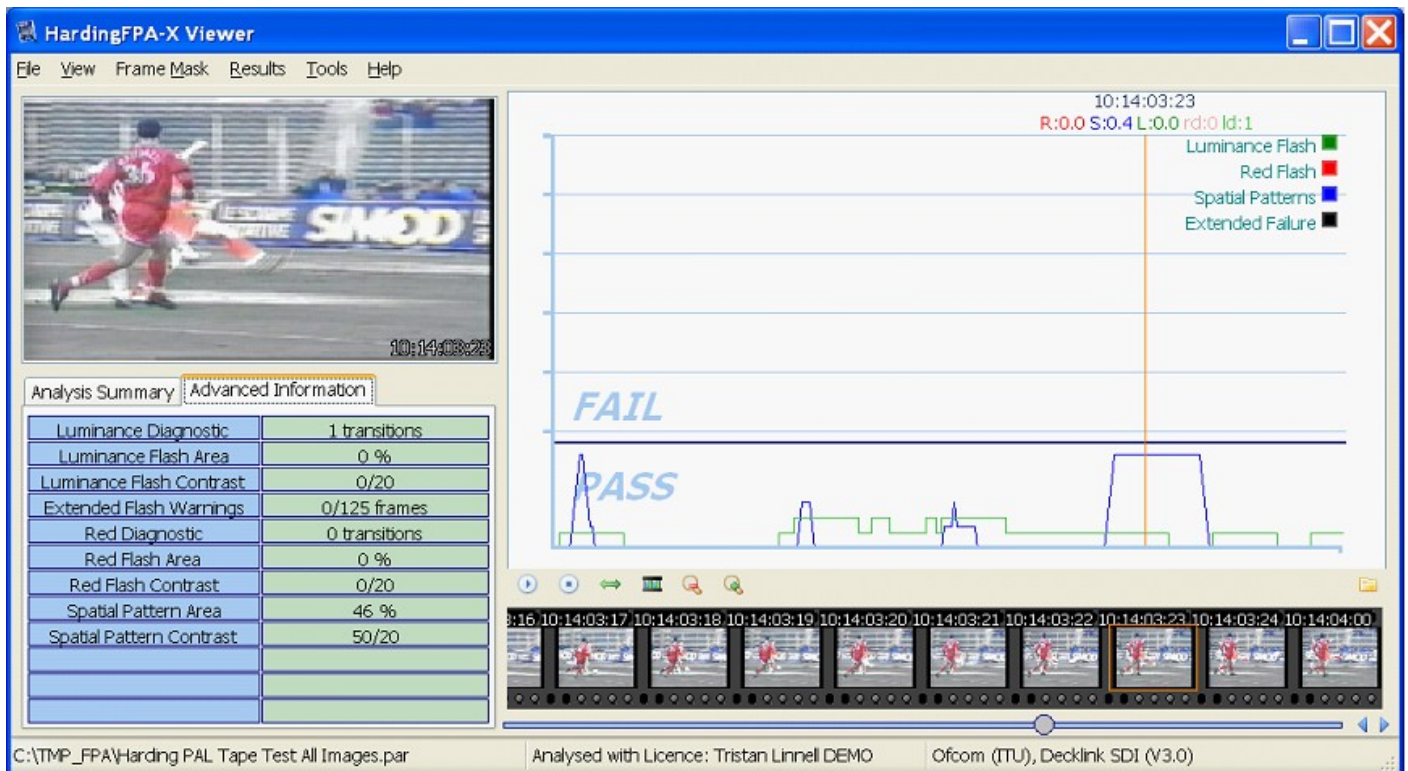 HardingFPA-X Viewer
File View Frame Mask Results Tools Help
36
SIMOD
10:14:03:23
10:14:03:23
R:0.0 S:0.4 L:0.0 rd:0 ld:1
Luminance Flash
Red Flash
Spatial Patterns
Extended Failure
FAIL
PASS
Analysis Summary Advanced Information
Luminance Diagnostic 1 transitions
Luminance Flash Area 0 %
Luminance Flash Contrast 0/20
Extended Flash Warnings 0/125 frames
Red Diagnostic 0 transitions
Red Flash Area 0 %
Red Flash Contrast 0/20
Spatial Pattern Area 46 %
Spatial Pattern Contrast 50/20
3:16 10:14:03:17 10:14:03:18 10:14:03:19 10:14:03:20 10:14:03:21 10:14:03:22 10:14:03:23 10:14:03:24 10:14:04:00
C:\TMP_FPA\Harding PAL Tape Test All Images.par Analysed with Licence: Tristan Linnell DEMO Ofcom (ITU), Decklink SDI (V3.0)